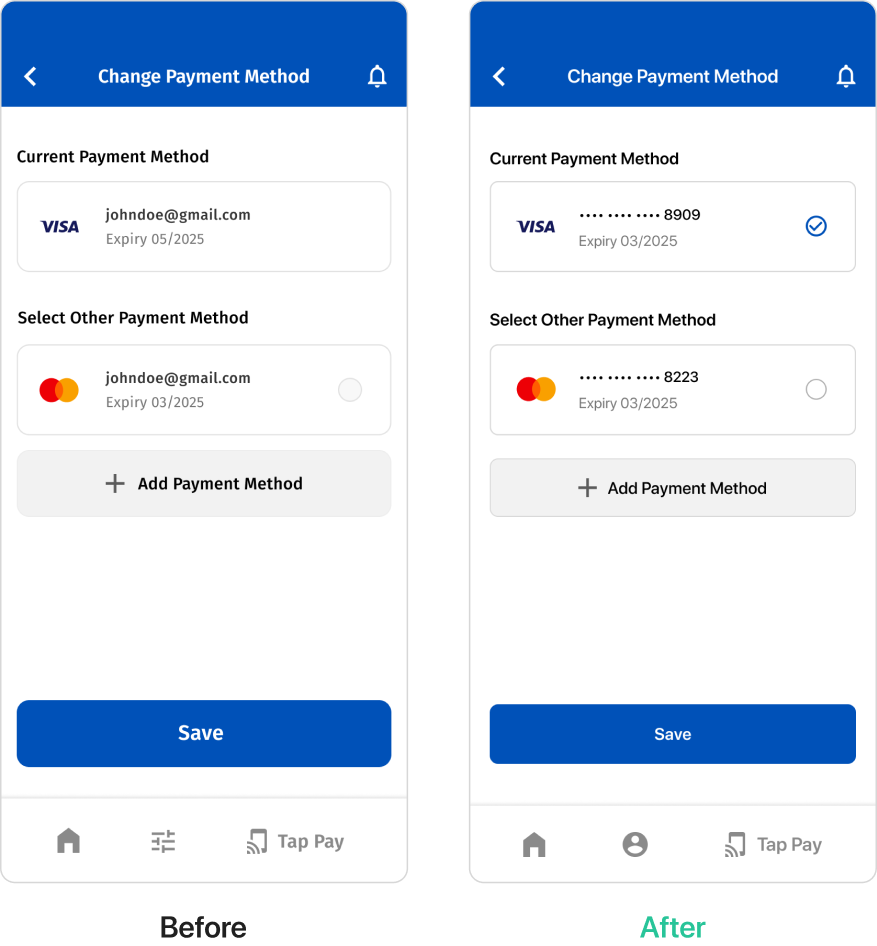 Change Payment Method
Current Payment Method
VISA
johndoe@gmail.com
Expiry 05/2025
Select Other Payment Method
johndoe@gmail.com
Expiry 03/2025
Add Payment Method
Save
Tap Pay
Before
Change Payment Method
Current Payment Method
VISA
•••• •••• •••• 8909
Expiry 03/2025
Select Other Payment Method
•••• •••• •••• 8223
Expiry 03/2025
Add Payment Method
Save
Tap Pay
After